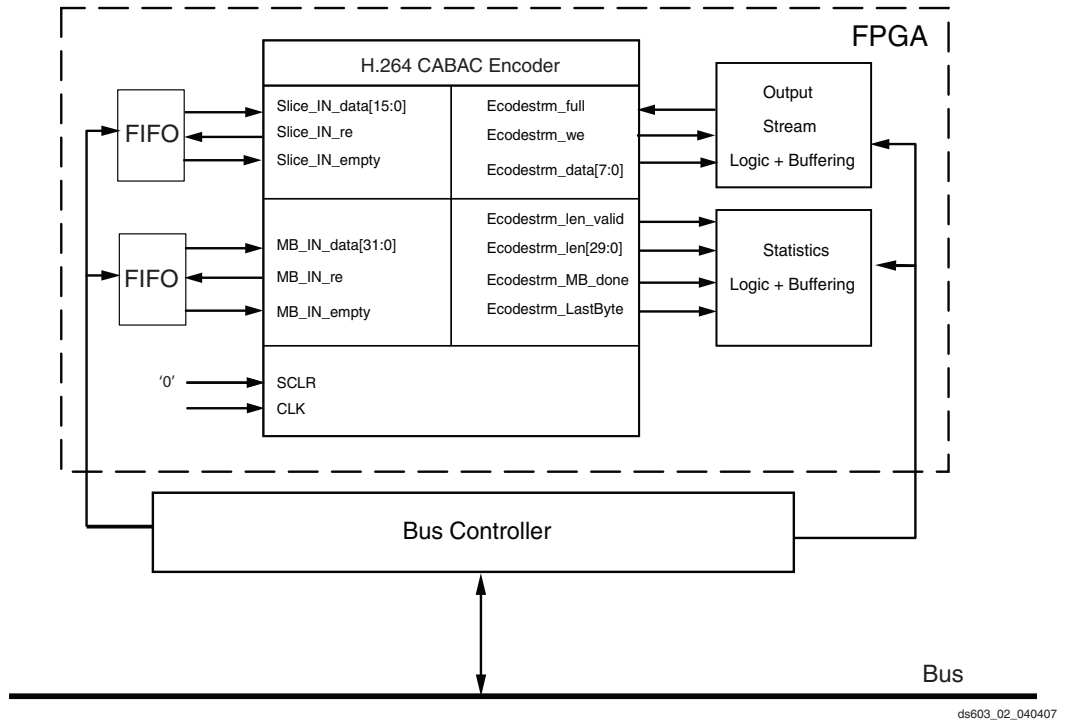 FPGA
H.264 CABAC Encoder
FIFO
Slice_IN_data[15:0]
Slice_IN_re
Slice_IN_empty
Ecodestrm_full
Ecodestrm_we
Ecodestrm_data[7:0]
Output
Stream
Logic + Buffering
FIFO
MB_IN_data[31:0]
MB_IN_re
MB_IN_empty
Ecodestrm_len_valid
Ecodestrm_len[29:0]
Ecodestrm_MB_done
Ecodestrm_LastByte
Statistics
Logic + Buffering
‘0’
SCLR
CLK
Bus Controller
Bus
ds603_02_040407